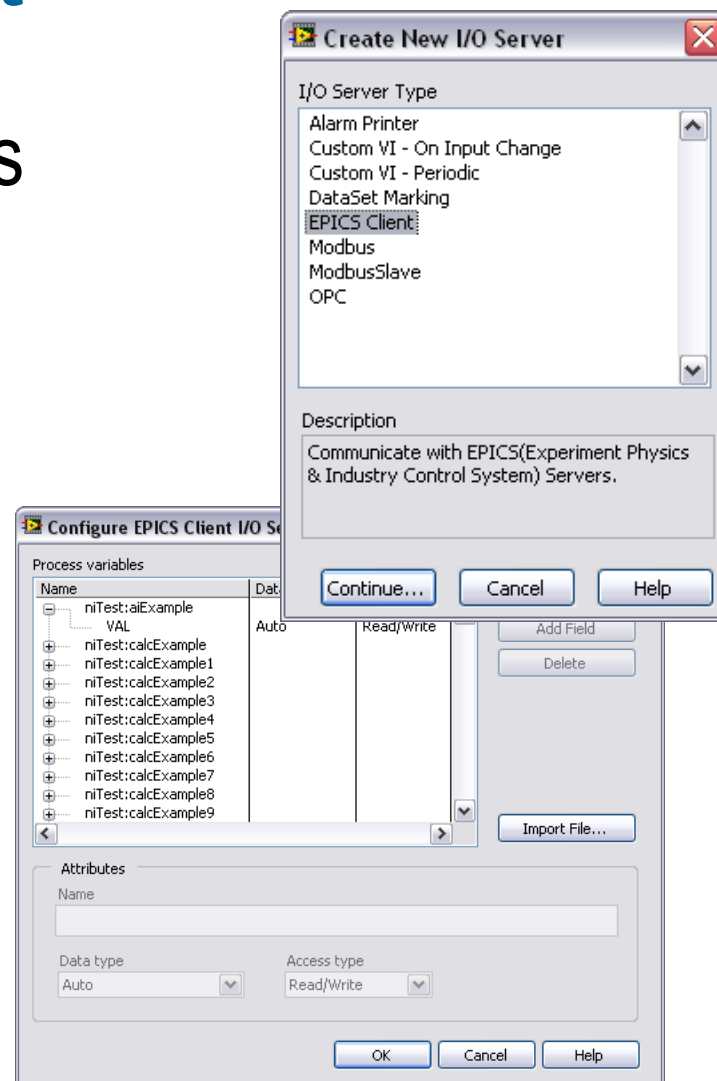 Create New I/O Server
I/O Server Type
Alarm Printer
Custom VI - On Input Change
Custom VI - Periodic
DataSet Marking
EPICS Client
Modbus
ModbusSlave
OPC
Description
Communicate with EPICS(Experiment Physics
& Industry Control System) Servers.
Continue... Cancel Help
Configure EPICS Client I/O Se
Process variables
Name Dat
niTest:aiExample
VAL Auto Read/Write
Add Field
niTest:calcExample
Delete
niTest:calcExample1
niTest:calcExample2
niTest:calcExample3
niTest:calcExample4
niTest:calcExample5
niTest:calcExample6
niTest:calcExample7
niTest:calcExample8
niTest:calcExample9
Import File...
Attributes
Name
Data type Access type
Auto Read/Write
OK Cancel Help